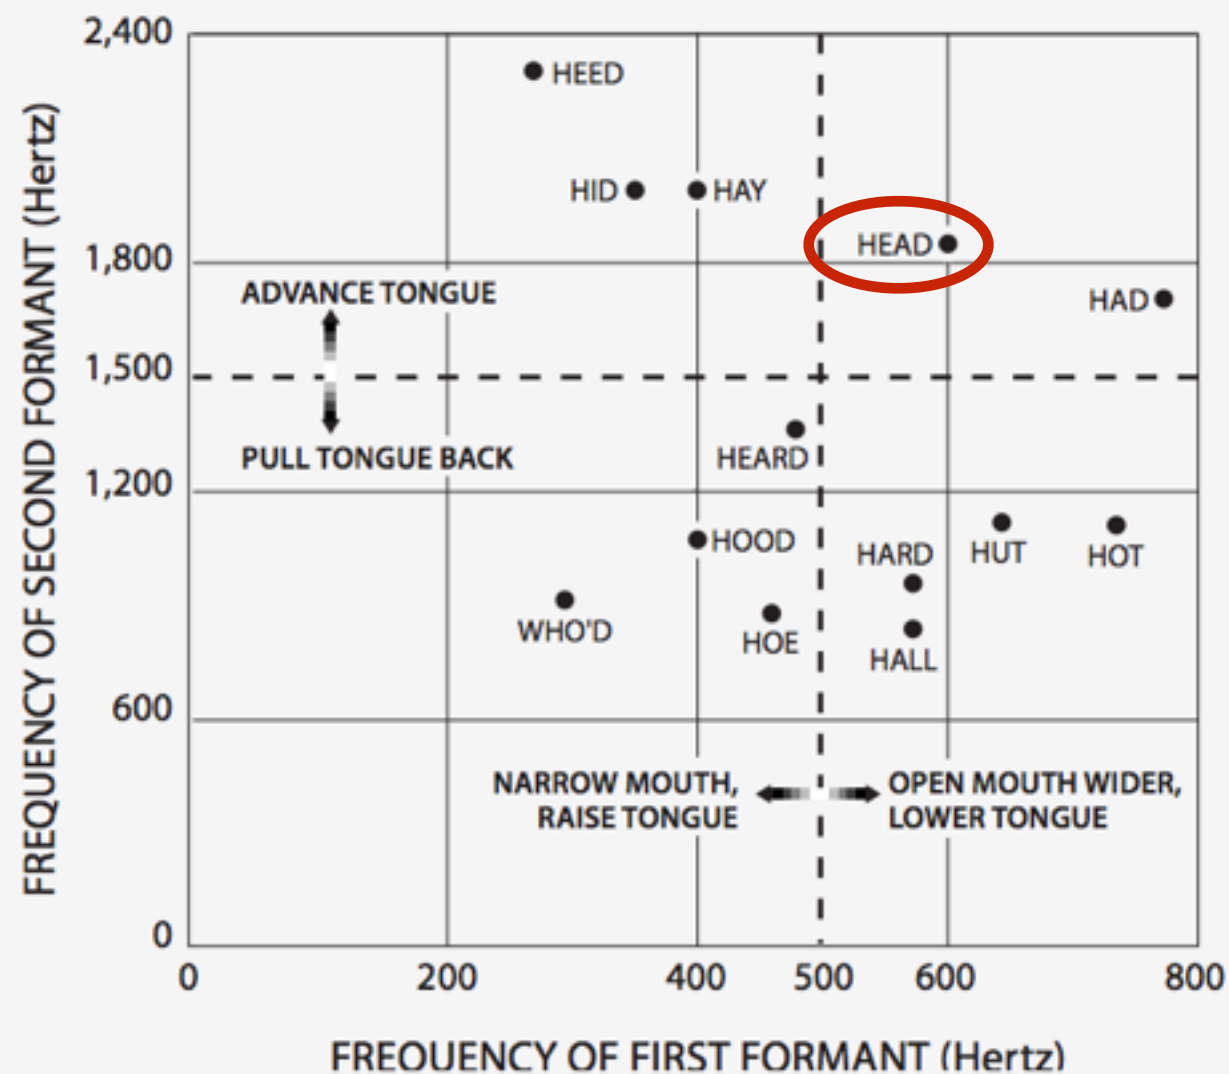 2,400
HEED
HID
HAY
HEAD
1,800
ADVANCE TONGUE
HAD
1,500
PULL TONGUE BACK
HEARD
1,200
HOOD
HARD
HUT
HOT
WHO'D
HOE
HALL
600
NARROW MOUTH,
RAISE TONGUE
OPEN MOUTH WIDER,
LOWER TONGUE
0
0 200 400 500 600 800
FREQUENCY OF FIRST FORMANT (Hertz)
FREQUENCY OF SECOND FORMANT (Hertz)